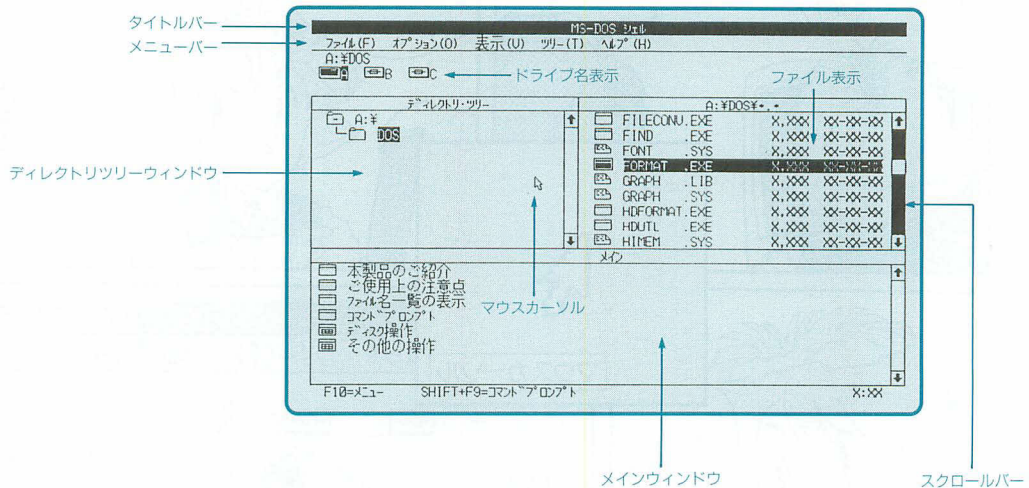 タイトルバー
MS-DOS ｼｪﾙ
メニューバー
ﾌｧｲﾙ(F) ｵﾌﾟｼｮﾝ(O) 表示(V) ﾂﾘｰ(T) ﾍﾙﾌﾟ(H)
A:¥DOS
A B C
ドライブ名表示
ファイル表示
ﾃﾞｨﾚｸﾄﾘ･ﾂﾘｰ
A:¥DOS¥*.*
A:¥
DOS
FILECONV.EXE X,XXX XX-XX-XX
FIND .EXE X,XXX XX-XX-XX
FONT .SYS X,XXX XX-XX-XX
FORMAT .EXE X,XXX XX-XX-XX
GRAPH .LIB X,XXX XX-XX-XX
GRAPH .SYS X,XXX XX-XX-XX
HDFORMAT.EXE X,XXX XX-XX-XX
HDUTL .EXE X,XXX XX-XX-XX
HIMEM .SYS X,XXX XX-XX-XX
ディレクトリツリーウィンドウ
ﾒｲﾝ
本製品のご紹介
ご使用上の注意点
ﾌｧｲﾙ名一覧の表示
ｺﾏﾝﾄﾞﾌﾟﾛﾝﾌﾟﾄ
ﾃﾞｨｽｸ操作
その他の操作
マウスカーソル
F10=ﾒﾆｭｰ SHIFT+F9=ｺﾏﾝﾄﾞﾌﾟﾛﾝﾌﾟﾄ X:XX
メインウィンドウ
スクロールバー